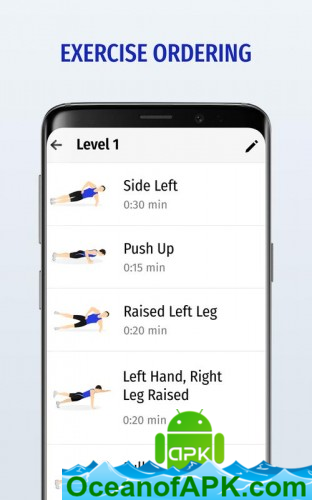 EXERCISE ORDERING
Level 1
Side Left
0:30 min
Push Up
0:15 min
Raised Left Leg
0:20 min
Left Hand, Right
Leg Raised
0:20 min
APK
OceanofAPK.com